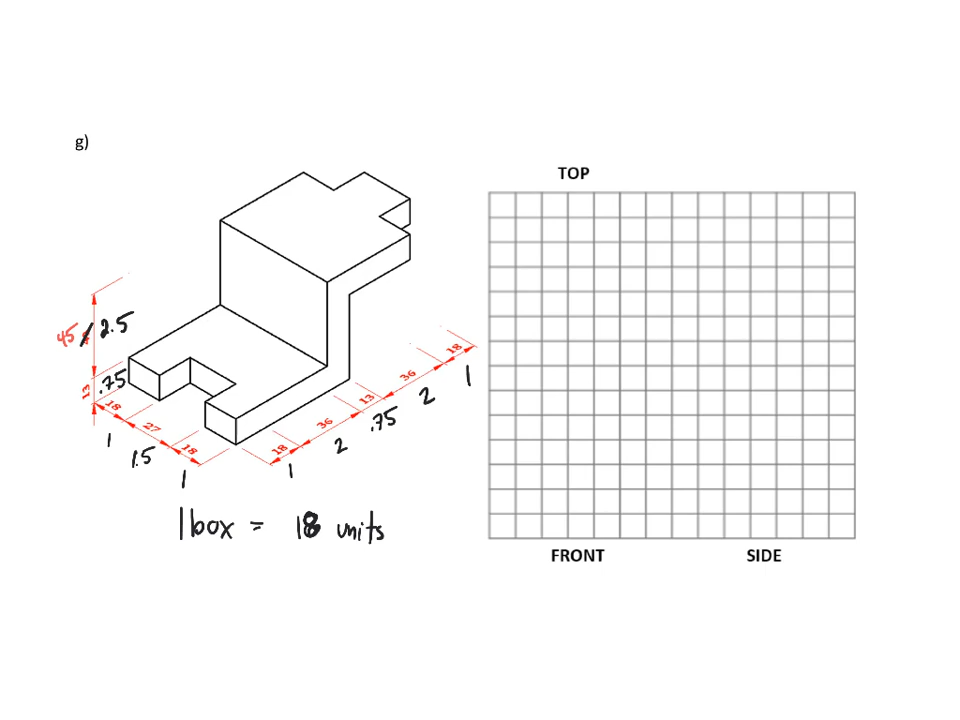 g)
TOP
45 2.5
13 .75
18 27 18
1 1.5 1
18 36 13 36 18
1 2 .75 2 1
1 box = 18 units
FRONT SIDE